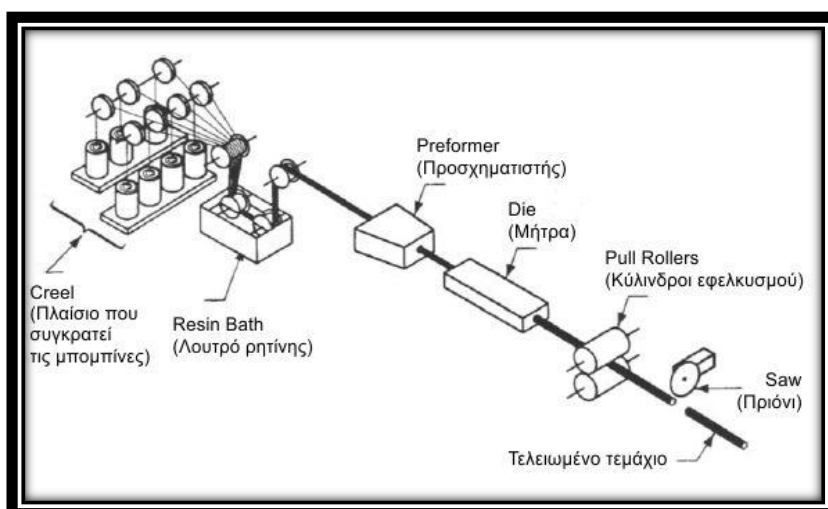 Preformer
(Προσχηματιστής)
Die
(Μήτρα)
Pull Rollers
(Κύλινδροι εφελκυσμού)
Creel
(Πλαίσιο που
συγκρατεί
τις μπομπίνες)
Resin Bath
(Λουτρό ρητίνης)
Saw
(Πριόνι)
Τελειωμένο τεμάχιο